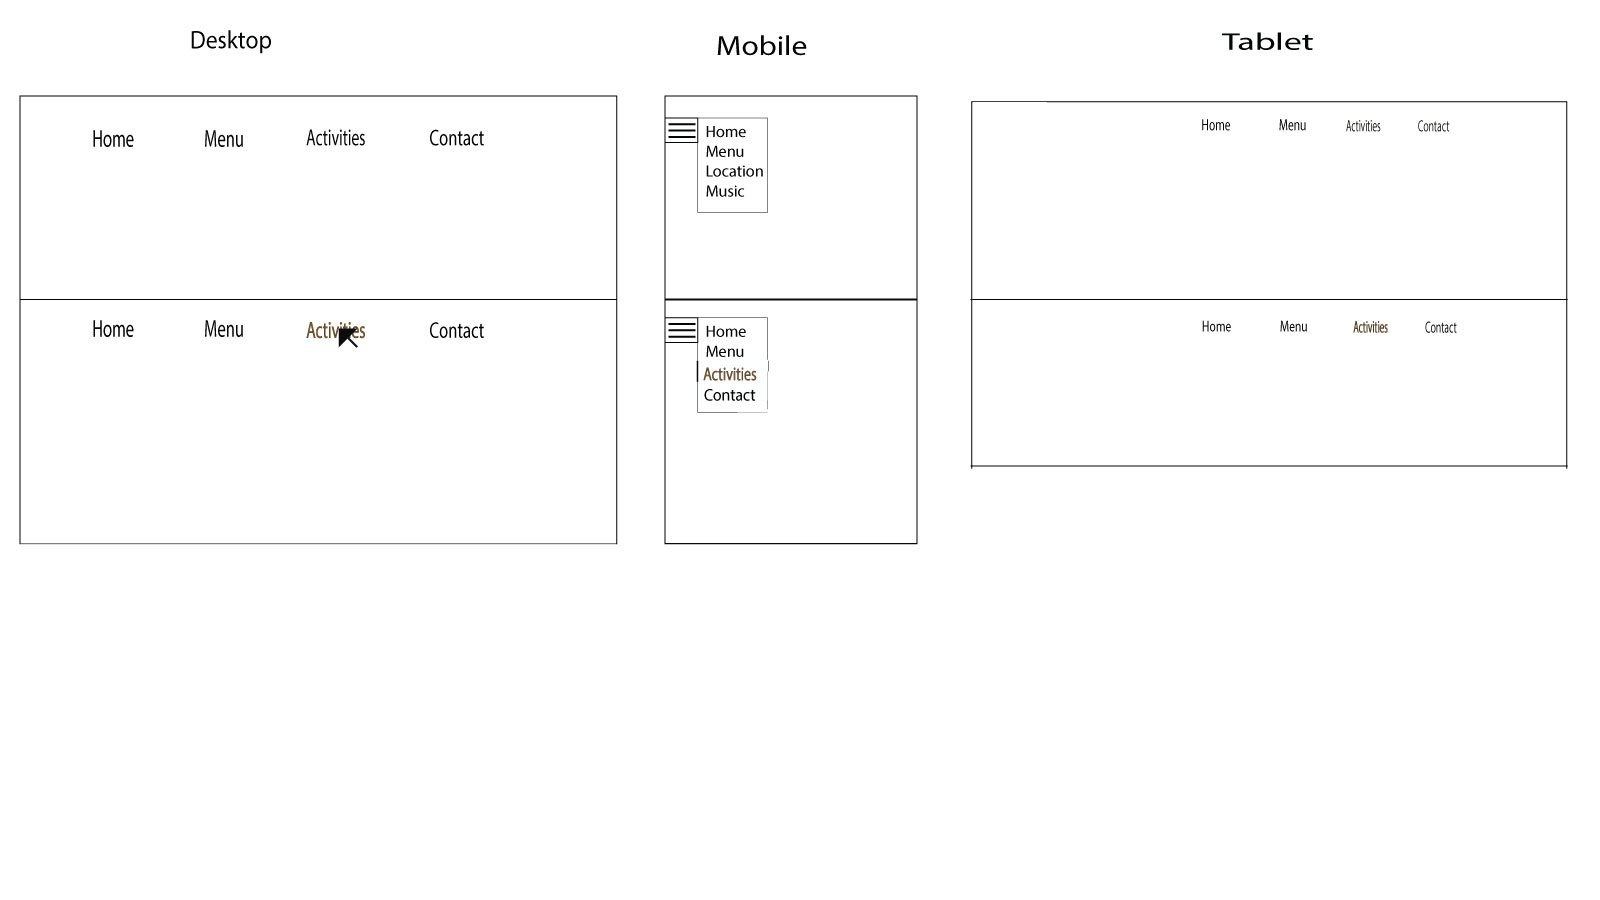 Desktop
Mobile
Tablet
Home Menu Activities Contact
Home
Menu
Location
Music
Home Menu Activities Contact
Home Menu Activities Contact
Home
Menu
Activities
Contact
Home Menu Activities Contact